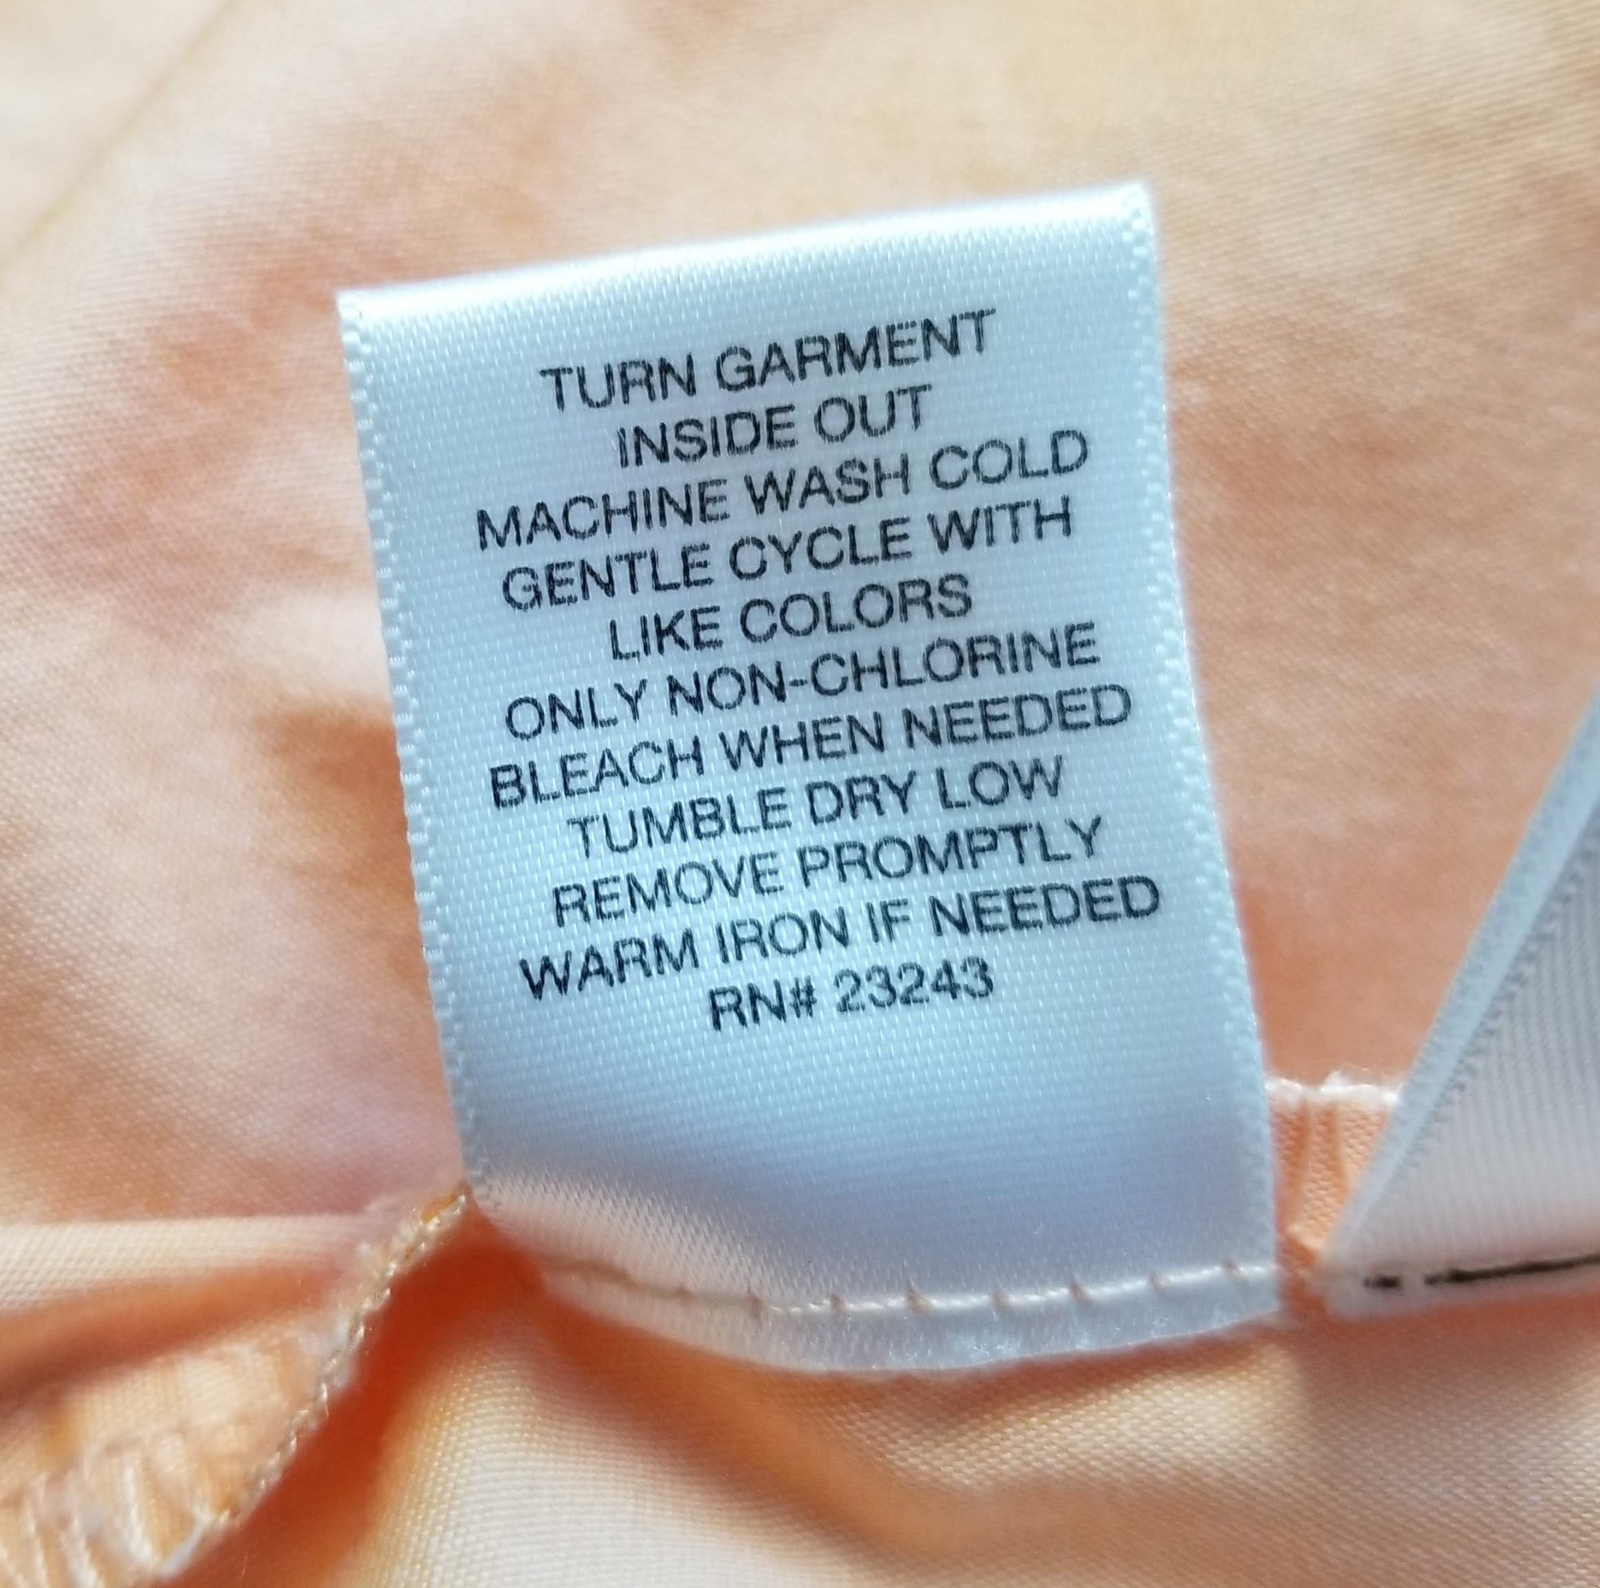 TURN GARMENT
INSIDE OUT
MACHINE WASH COLD
GENTLE CYCLE WITH
LIKE COLORS
ONLY NON-CHLORINE
BLEACH WHEN NEEDED
TUMBLE DRY LOW
REMOVE PROMPTLY
WARM IRON IF NEEDED
RN# 23243